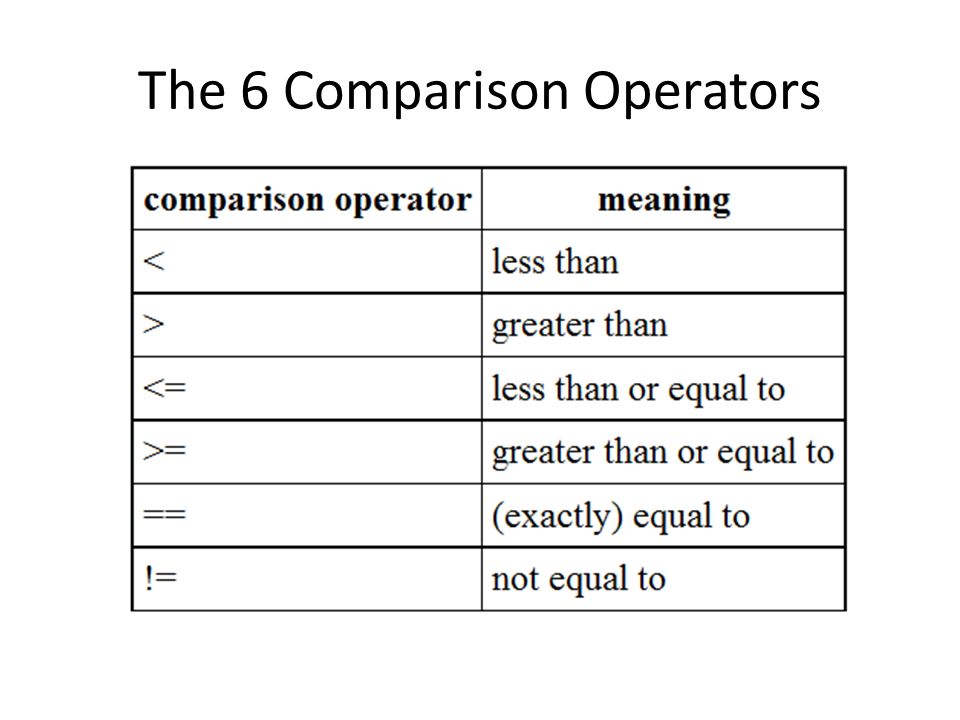 The 6 Comparison Operators
comparison operator meaning
< less than
> greater than
<= less than or equal to
>= greater than or equal to
== (exactly) equal to
!= not equal to